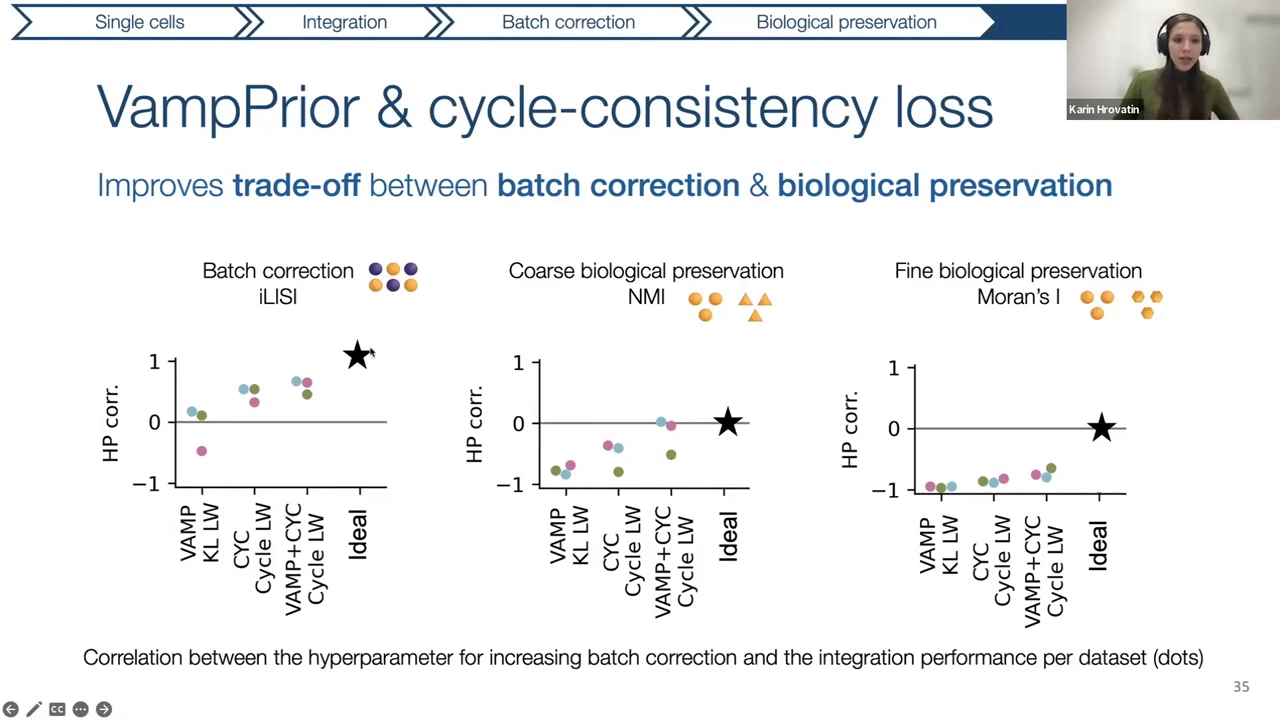 Single cells
Integration
Batch correction
Biological preservation
Karin Hrovatin
VampPrior & cycle-consistency loss
Improves trade-off between batch correction & biological preservation
Batch correction
iLISI
HP corr.
1
0
−1
VAMP
KL LW
CYC
Cycle LW
VAMP+CYC
Cycle LW
Ideal
Coarse biological preservation
NMI
HP corr.
1
0
−1
VAMP
KL LW
CYC
Cycle LW
VAMP+CYC
Cycle LW
Ideal
Fine biological preservation
Moran's I
HP corr.
1
0
−1
VAMP
KL LW
CYC
Cycle LW
VAMP+CYC
Cycle LW
Ideal
Correlation between the hyperparameter for increasing batch correction and the integration performance per dataset (dots)
35
CC